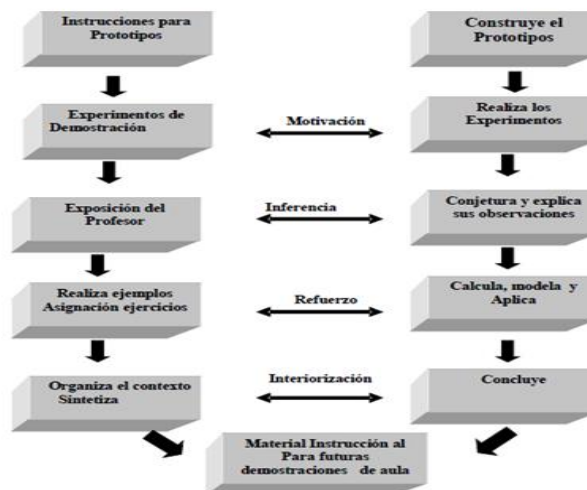 Instrucciones para
Prototipos
Construye el
Prototipos
Experimentos de
Demostración
Motivación
Realiza los
Experimentos
Exposición del
Profesor
Inferencia
Conjetura y explica
sus observaciones
Realiza ejemplos
Asignación ejercicios
Refuerzo
Calcula, modela y
Aplica
Organiza el contexto
Sintetiza
Interiorización
Concluye
Material Instrucción al
Para futuras
demostraciones de aula